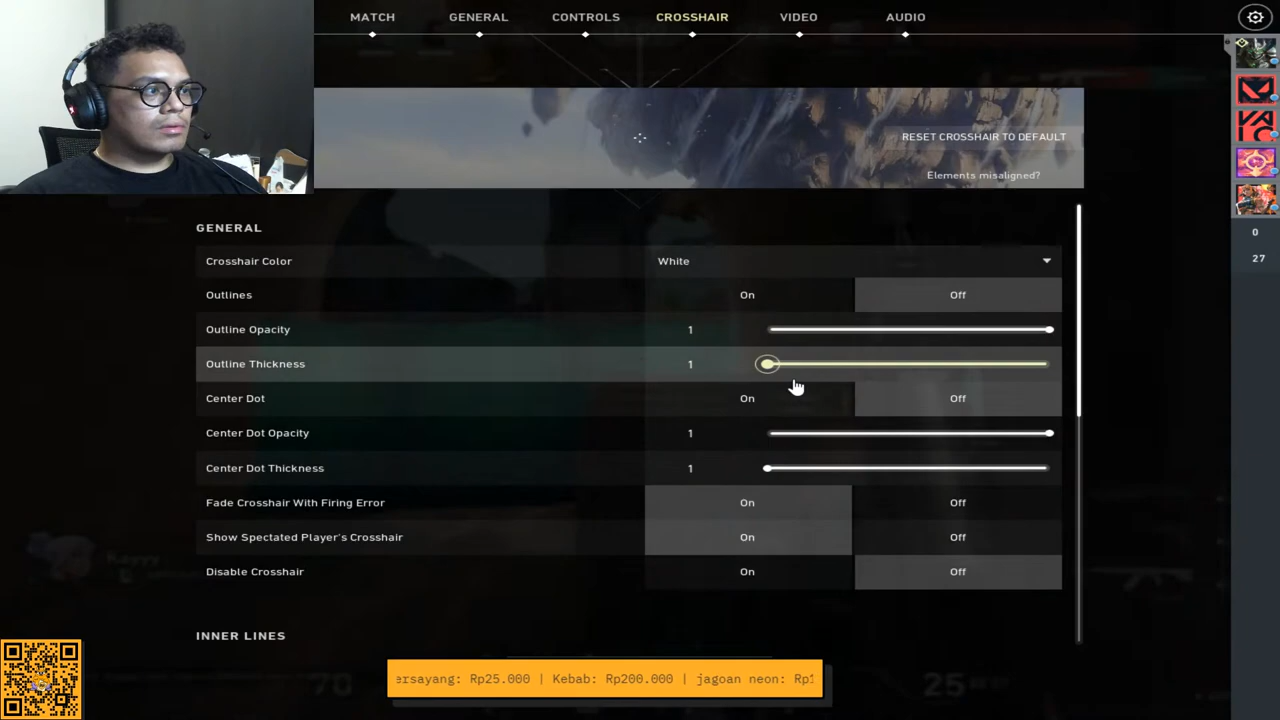 MATCH GENERAL CONTROLS CROSSHAIR VIDEO AUDIO
RESET CROSSHAIR TO DEFAULT
Elements misaligned?
GENERAL
Crosshair Color White
Outlines On Off
Outline Opacity 1
Outline Thickness 1
Center Dot On Off
Center Dot Opacity 1
Center Dot Thickness 1
Fade Crosshair With Firing Error On Off
Show Spectated Player's Crosshair On Off
Disable Crosshair On Off
INNER LINES
0
27
ersayang: Rp25.000 | Kebab: Rp200.000 | jagoan neon: Rp
70
25